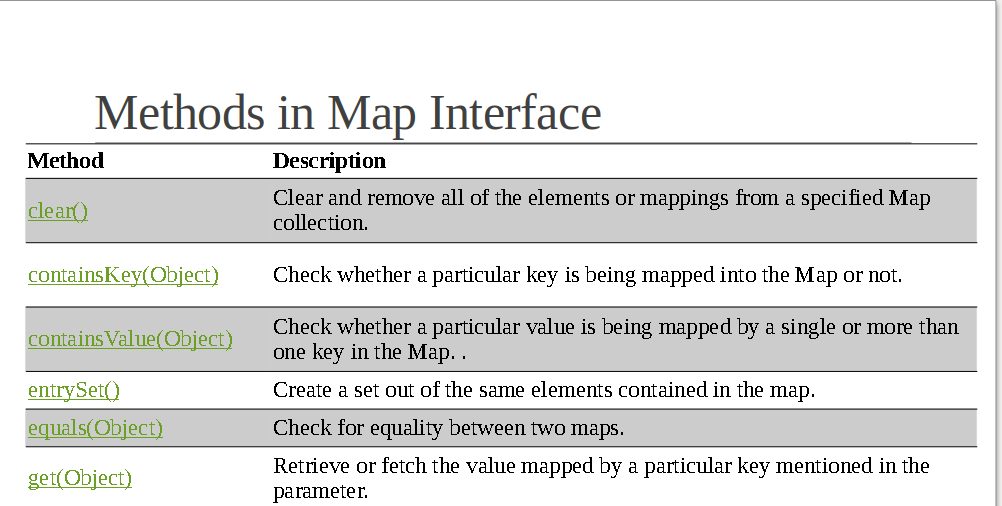 Methods in Map Interface
Method Description
clear() Clear and remove all of the elements or mappings from a specified Map
collection.
containsKey(Object) Check whether a particular key is being mapped into the Map or not.
containsValue(Object) Check whether a particular value is being mapped by a single or more than
one key in the Map. .
entrySet() Create a set out of the same elements contained in the map.
equals(Object) Check for equality between two maps.
get(Object) Retrieve or fetch the value mapped by a particular key mentioned in the
parameter.